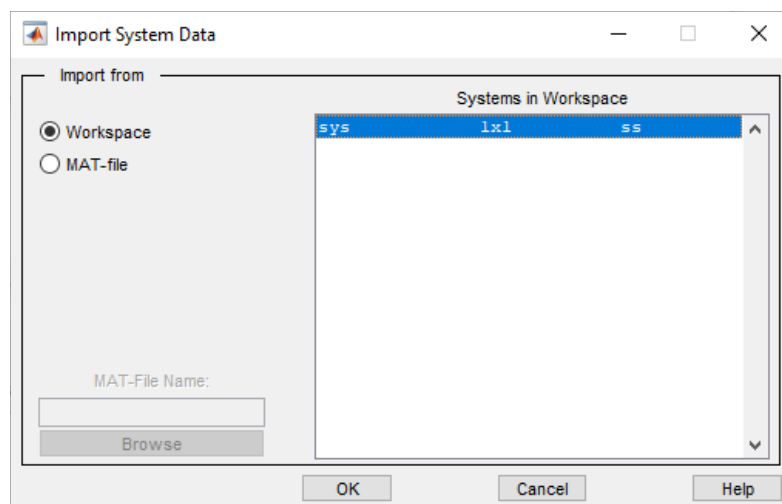 Import System Data
Import from
Systems in Workspace
Workspace
MAT-file
sys 1x1 ss
MAT-File Name:
Browse
OK Cancel Help